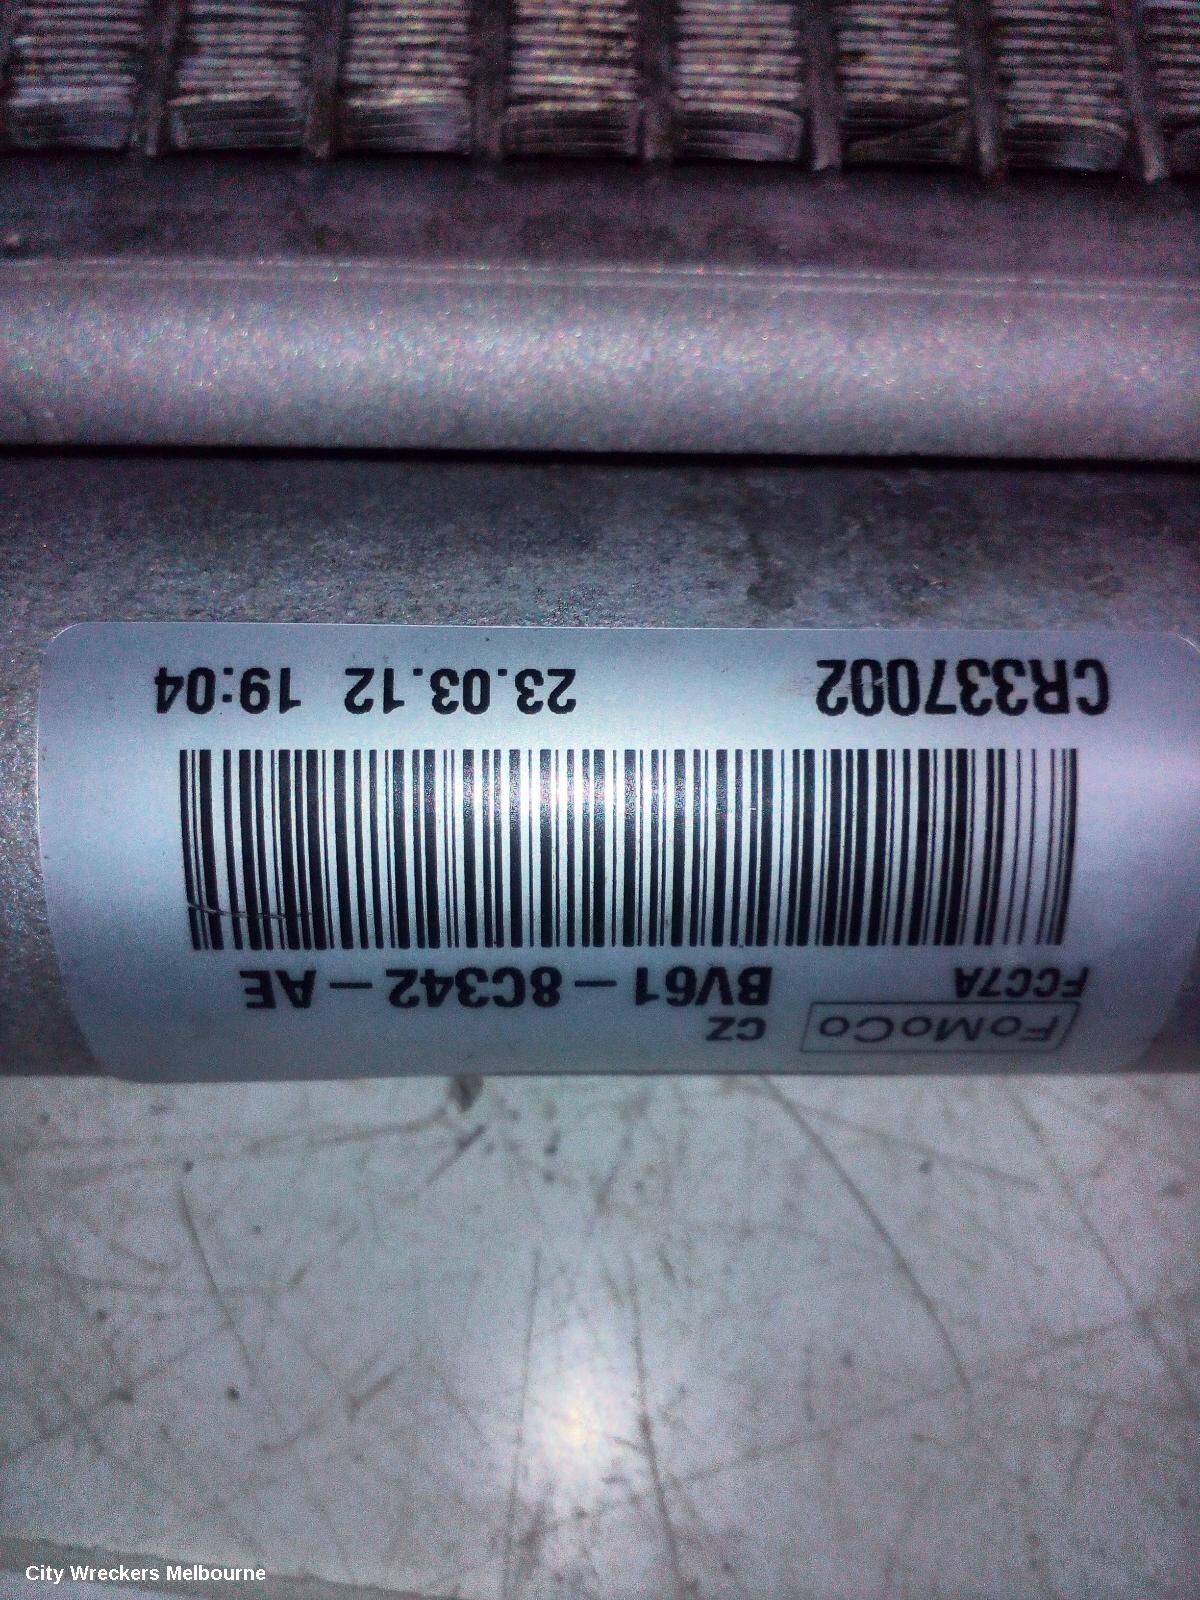 FoMoCo CZ
FCC7A BV61-8C342-AE
CR337002 23.03.12 19:04
City Wreckers Melbourne